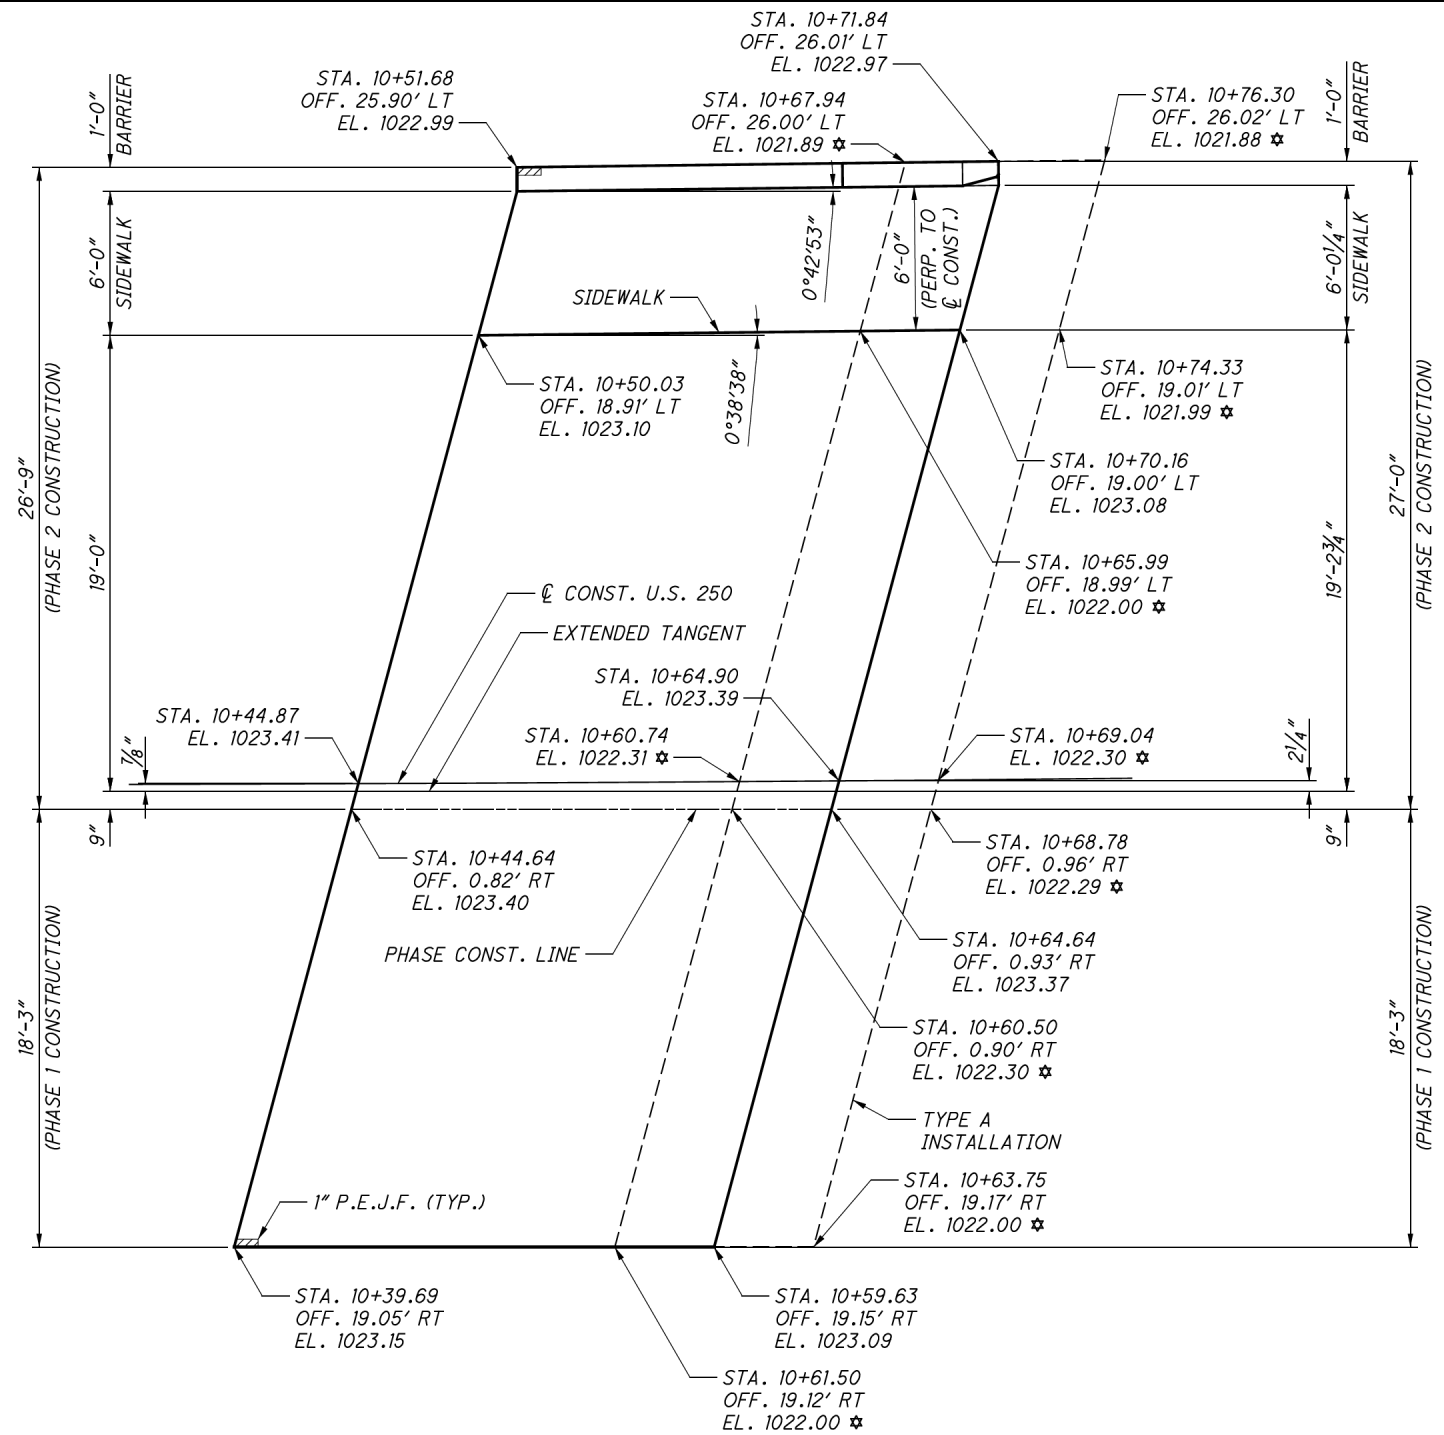 STA. 10+71.84
OFF. 26.01' LT
EL. 1022.97
STA. 10+51.68
OFF. 25.90' LT
EL. 1022.99
STA. 10+67.94
OFF. 26.00' LT
EL. 1021.89 ✡
STA. 10+76.30
OFF. 26.02' LT
EL. 1021.88 ✡
1'-0"
BARRIER
1'-0"
BARRIER
6'-0"
SIDEWALK
SIDEWALK
0°42'53"
6'-0"
(PERP. TO
℄ CONST.)
6'-0¼"
SIDEWALK
STA. 10+50.03
OFF. 18.91' LT
EL. 1023.10
0°38'38"
STA. 10+74.33
OFF. 19.01' LT
EL. 1021.99 ✡
STA. 10+70.16
OFF. 19.00' LT
EL. 1023.08
26'-9"
(PHASE 2 CONSTRUCTION)
19'-0"
27'-0"
(PHASE 2 CONSTRUCTION)
19'-2¾"
STA. 10+65.99
OFF. 18.99' LT
EL. 1022.00 ✡
℄ CONST. U.S. 250
EXTENDED TANGENT
STA. 10+64.90
EL. 1023.39
STA. 10+44.87
EL. 1023.41
STA. 10+60.74
EL. 1022.31 ✡
STA. 10+69.04
EL. 1022.30 ✡
⅞"
2¼"
9"
9"
STA. 10+44.64
OFF. 0.82' RT
EL. 1023.40
STA. 10+68.78
OFF. 0.96' RT
EL. 1022.29 ✡
PHASE CONST. LINE
STA. 10+64.64
OFF. 0.93' RT
EL. 1023.37
STA. 10+60.50
OFF. 0.90' RT
EL. 1022.30 ✡
18'-3"
(PHASE 1 CONSTRUCTION)
18'-3"
(PHASE 1 CONSTRUCTION)
TYPE A
INSTALLATION
1" P.E.J.F. (TYP.)
STA. 10+63.75
OFF. 19.17' RT
EL. 1022.00 ✡
STA. 10+39.69
OFF. 19.05' RT
EL. 1023.15
STA. 10+59.63
OFF. 19.15' RT
EL. 1023.09
STA. 10+61.50
OFF. 19.12' RT
EL. 1022.00 ✡